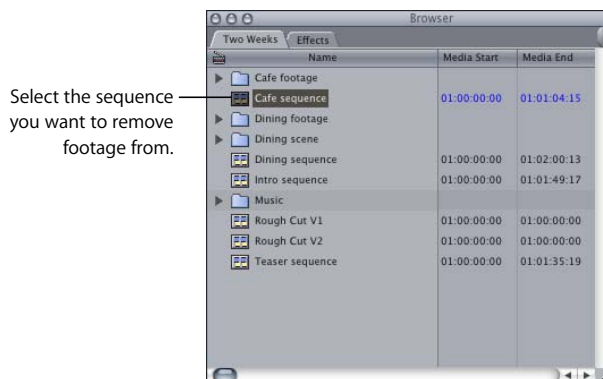 Browser
Two Weeks Effects
Name Media Start Media End
Cafe footage
Select the sequence
you want to remove
footage from.
Cafe sequence 01:00:00:00 01:01:04:15
Dining footage
Dining scene
Dining sequence 01:00:00:00 01:02:00:13
Intro sequence 01:00:00:00 01:01:49:17
Music
Rough Cut V1 01:00:00:00 01:00:00:00
Rough Cut V2 01:00:00:00 01:00:00:00
Teaser sequence 01:00:00:00 01:01:35:19